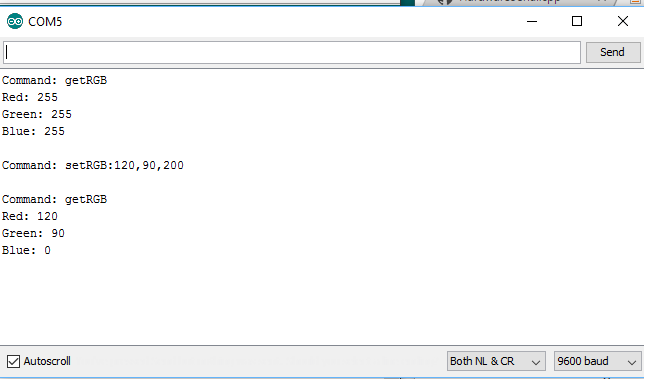 COM5
Send
Command: getRGB
Red: 255
Green: 255
Blue: 255
Command: setRGB:120,90,200
Command: getRGB
Red: 120
Green: 90
Blue: 0
Autoscroll
Both NL & CR
9600 baud